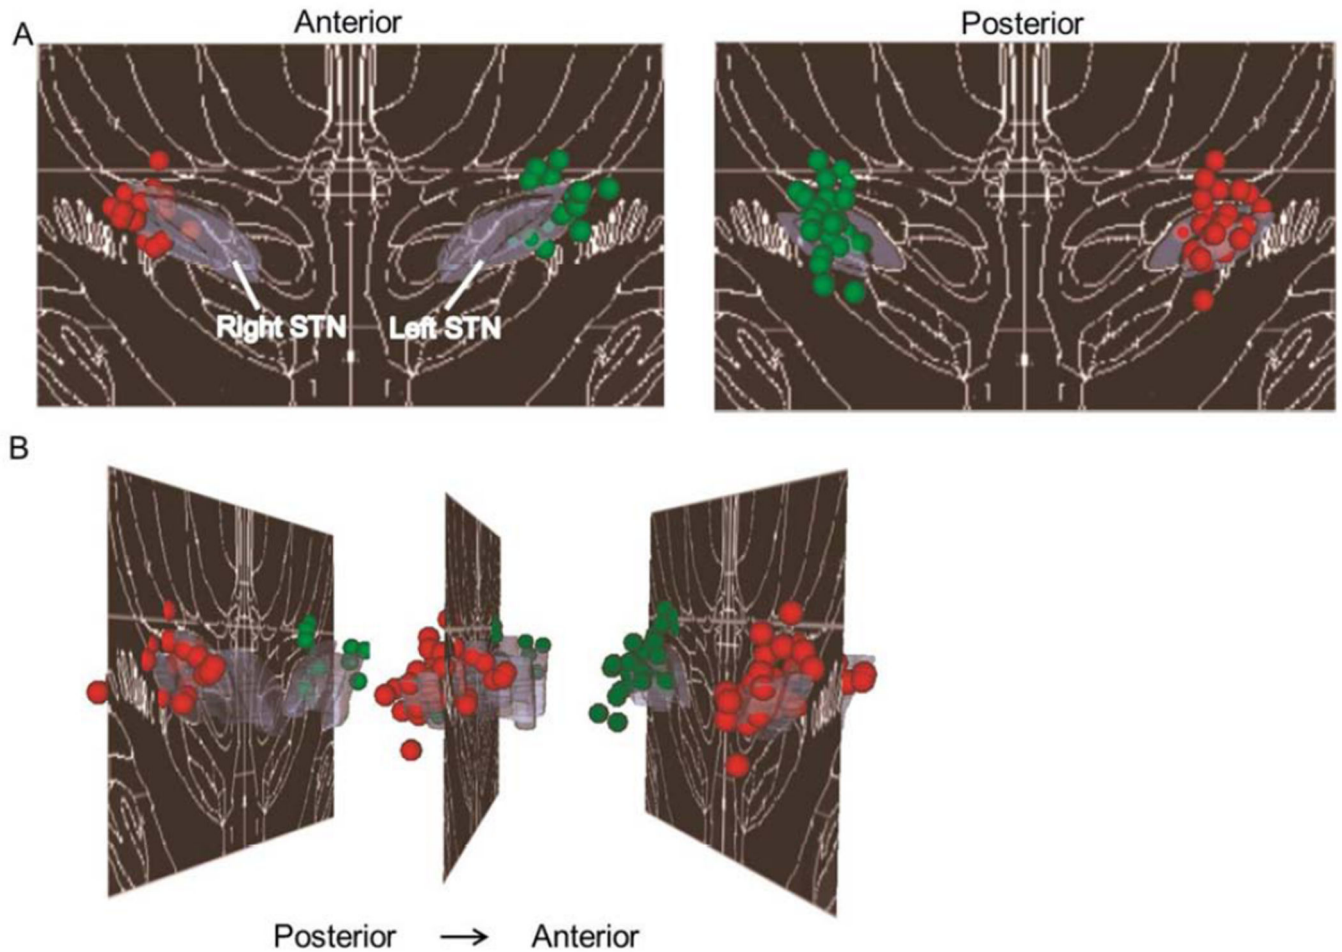 A
Anterior
Posterior
Right STN
Left STN
B
Posterior → Anterior